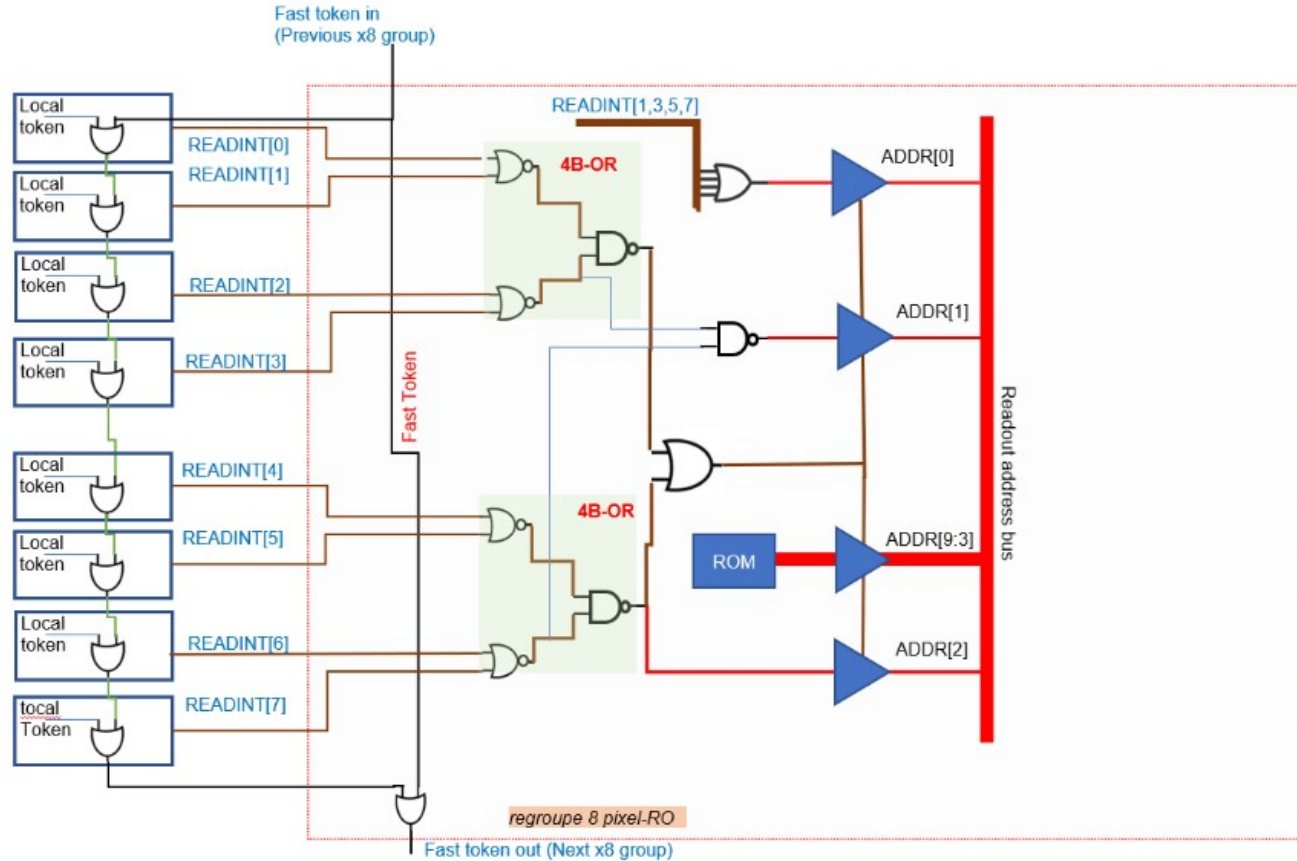 Fast token in
(Previous x8 group)
Local
token
READINT[0]
READINT[1]
Local
token
Local
token
READINT[2]
Local
token
READINT[3]
Local
token
READINT[4]
Local
token
READINT[5]
Local
token
READINT[6]
tocal
Token
READINT[7]
Fast Token
4B-OR
4B-OR
READINT[1,3,5,7]
ADDR[0]
ADDR[1]
ROM
ADDR[9:3]
ADDR[2]
Readout address bus
regroupe 8 pixel-RO
Fast token out (Next x8 group)